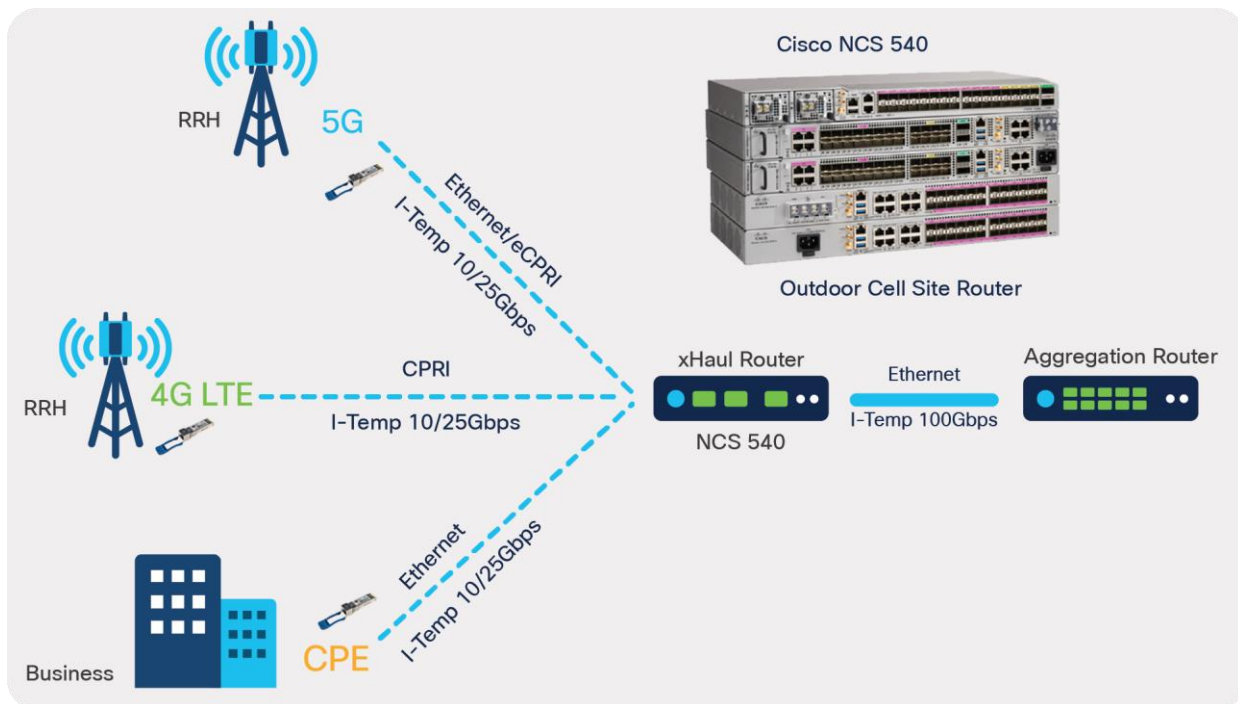 Cisco NCS 540
RRH
5G
Ethernet/eCPRI
I-Temp 10/25Gbps
Outdoor Cell Site Router
RRH
4G LTE
CPRI
I-Temp 10/25Gbps
xHaul Router
NCS 540
Ethernet
I-Temp 100Gbps
Aggregation Router
Business
CPE
Ethernet
I-Temp 10/25Gbps